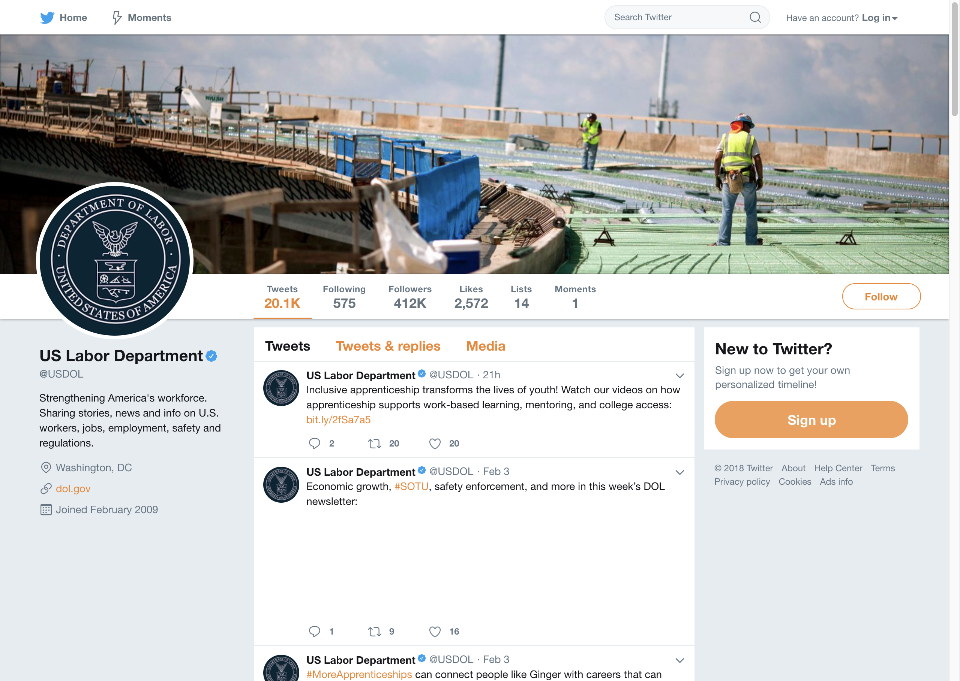 Home
Moments
Search Twitter
Have an account? Log in
DEPARTMENT OF LABOR
UNITED STATES OF AMERICA
Tweets
20.1K
Following
575
Followers
412K
Likes
2,572
Lists
14
Moments
1
Follow
US Labor Department
@USDOL
Strengthening America's workforce.
Sharing stories, news and info on U.S.
workers, jobs, employment, safety and
regulations.
Washington, DC
dol.gov
Joined February 2009
Tweets
Tweets & replies
Media
US Labor Department @USDOL · 21h
Inclusive apprenticeship transforms the lives of youth! Watch our videos on how
apprenticeship supports work-based learning, mentoring, and college access:
bit.ly/2fSa7a5
2
20
20
US Labor Department @USDOL · Feb 3
Economic growth, #SOTU, safety enforcement, and more in this week's DOL
newsletter:
1
9
16
US Labor Department @USDOL · Feb 3
#MoreApprenticeships can connect people like Ginger with careers that can
New to Twitter?
Sign up now to get your own
personalized timeline!
Sign up
© 2018 Twitter About Help Center Terms
Privacy policy Cookies Ads info